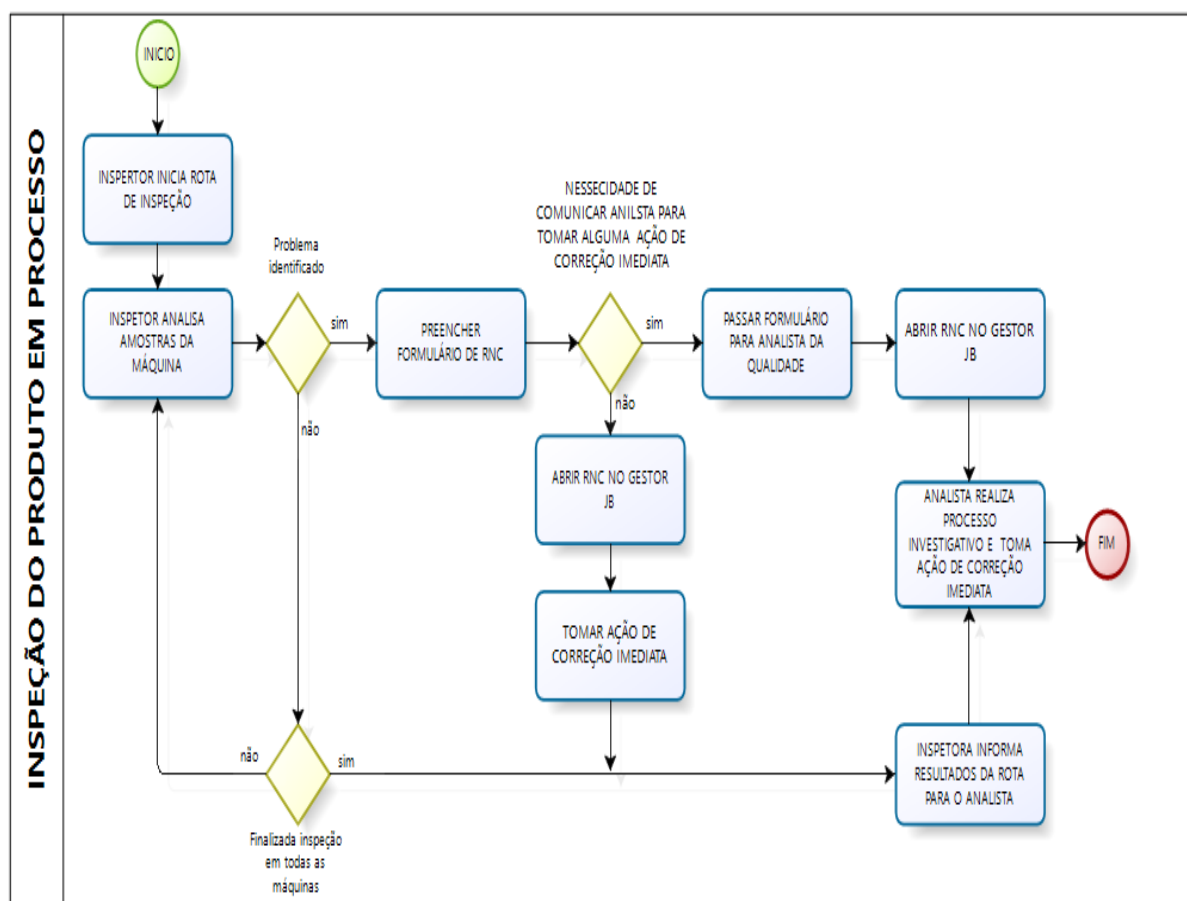 INSPEÇÃO DO PRODUTO EM PROCESSO
INICIO
INSPERTOR INICIA ROTA
DE INSPEÇÃO
INSPETOR ANALISA
AMOSTRAS DA
MÁQUINA
Problema
identificado
sim
não
PREENCHER
FORMULÁRIO DE RNC
NESSECIDADE DE
COMUNICAR ANILSTA PARA
TOMAR ALGUMA AÇÃO DE
CORREÇÃO IMEDIATA
sim
não
PASSAR FORMULÁRIO
PARA ANALISTA DA
QUALIDADE
ABRIR RNC NO GESTOR
JB
ABRIR RNC NO GESTOR
JB
TOMAR AÇÃO DE
CORREÇÃO IMEDIATA
ANALISTA REALIZA
PROCESSO
INVESTIGATIVO E TOMA
AÇÃO DE CORREÇÃO
IMEDIATA
FIM
não
sim
Finalizada inspeção
em todas as
máquinas
INSPETORA INFORMA
RESULTADOS DA ROTA
PARA O ANALISTA